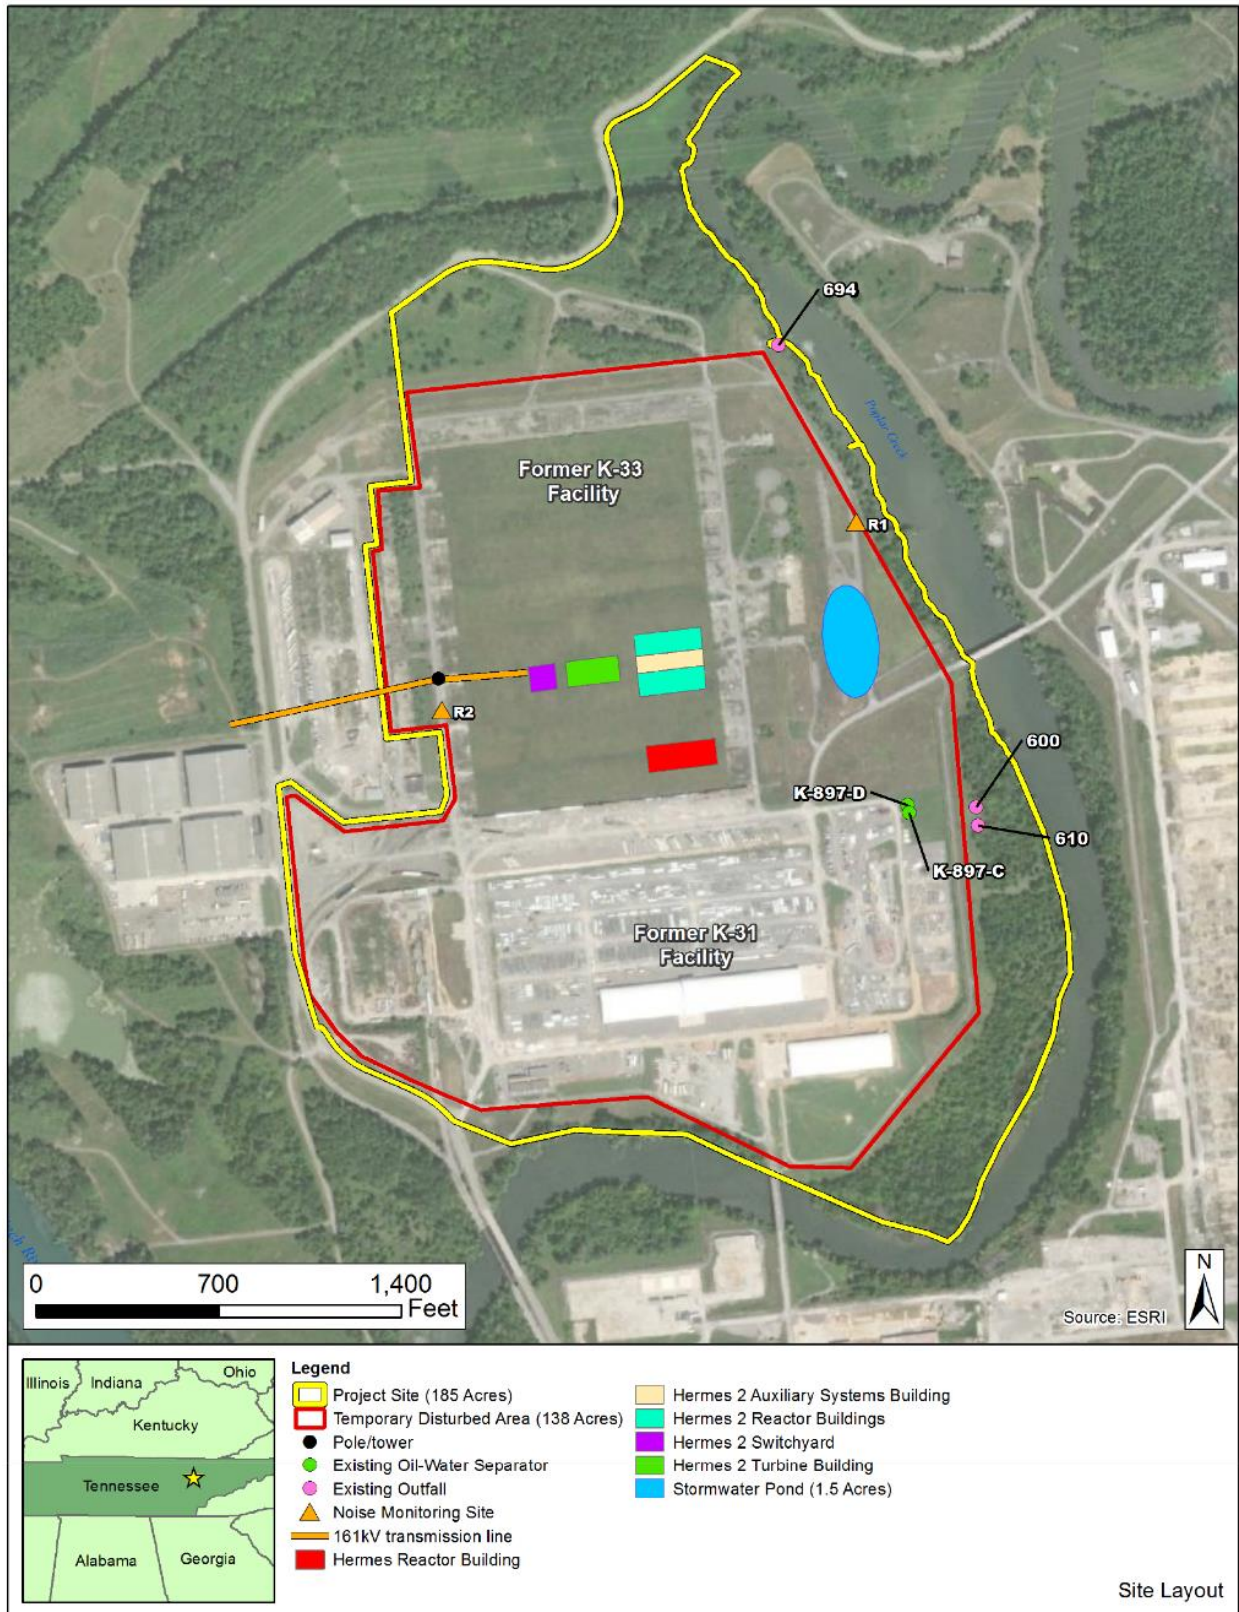 694
Poplar Creek
Former K-33
Facility
R1
R2
600
K-897-D
610
K-897-C
Former K-31
Facility
0 700 1,400
Feet
N
Source: ESRI
Legend
Illinois
Indiana
Ohio
Kentucky
Tennessee
Alabama
Georgia
Project Site (185 Acres)
Temporary Disturbed Area (138 Acres)
Pole/tower
Existing Oil-Water Separator
Existing Outfall
Noise Monitoring Site
161kV transmission line
Hermes Reactor Building
Hermes 2 Auxiliary Systems Building
Hermes 2 Reactor Buildings
Hermes 2 Switchyard
Hermes 2 Turbine Building
Stormwater Pond (1.5 Acres)
Site Layout